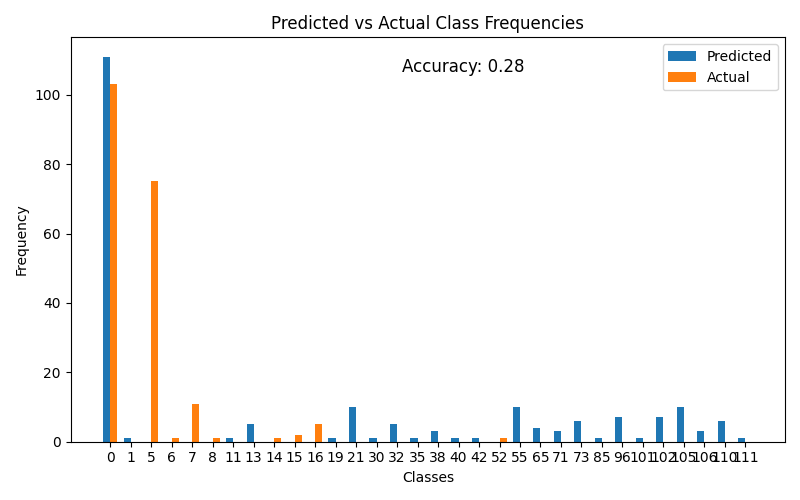 Predicted vs Actual Class Frequencies
Accuracy: 0.28
Predicted
Actual
Frequency
100
80
60
40
20
0
0 1 5 6 7 8 11 13 14 15 16 19 21 30 32 35 38 40 42 52 55 65 71 73 85 96 101 102 105 106 110 111
Classes